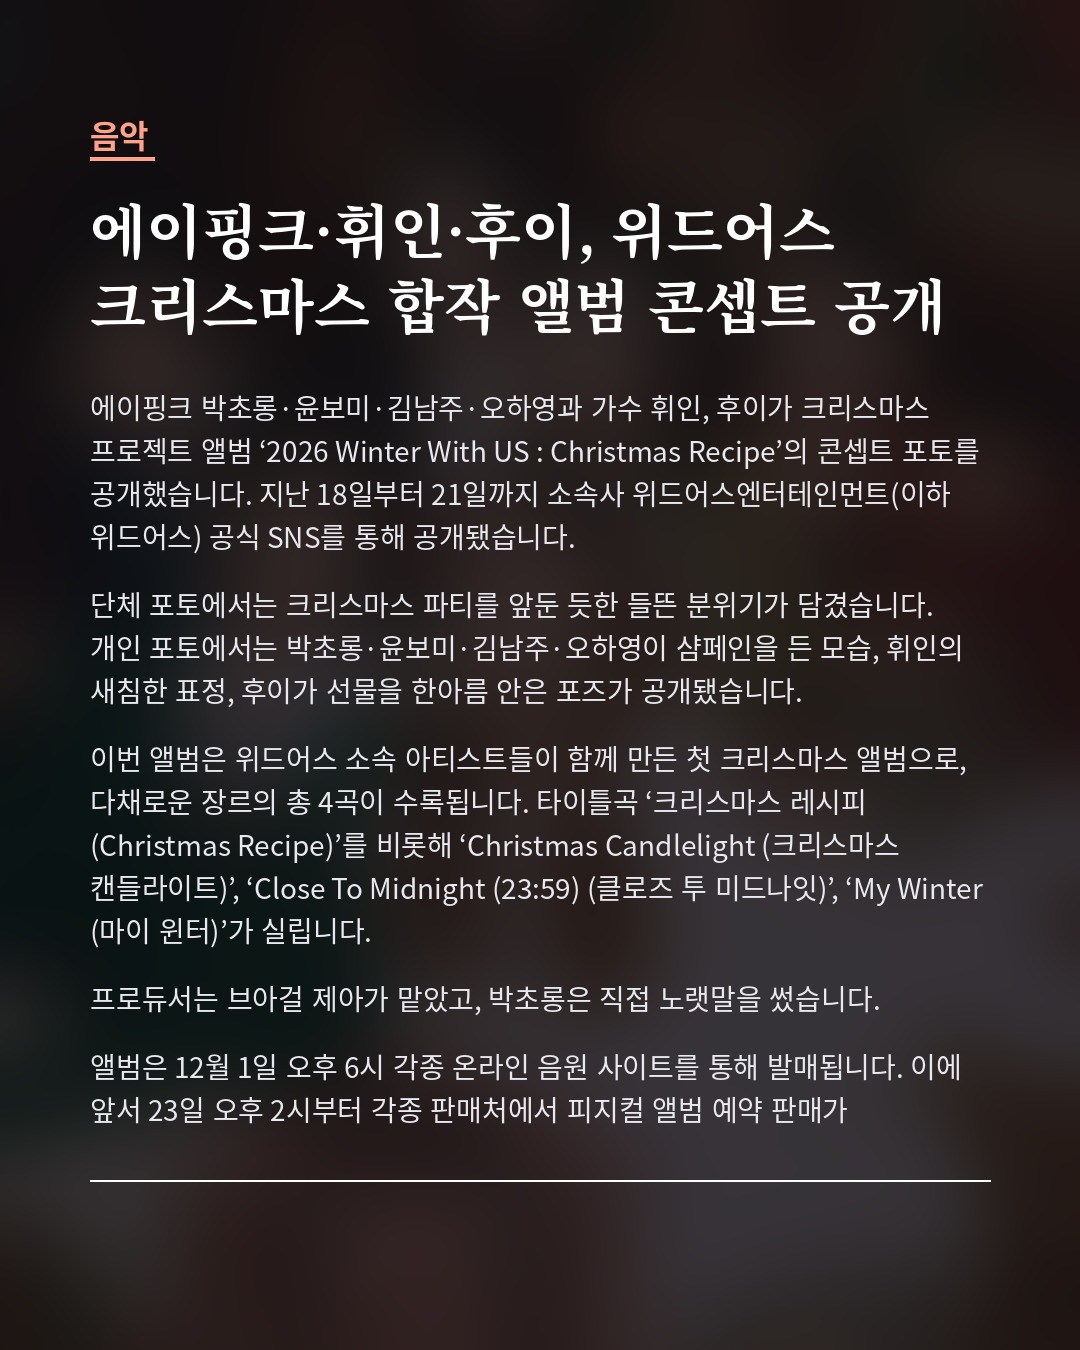 음악
에이핑크·휘인·후이, 위드어스
크리스마스 합작 앨범 콘셉트 공개
에이핑크 박초롱·윤보미·김남주·오하영과 가수 휘인, 후이가 크리스마스
프로젝트 앨범 ‘2026 Winter With US : Christmas Recipe’의 콘셉트 포토를
공개했습니다. 지난 18일부터 21일까지 소속사 위드어스엔터테인먼트(이하
위드어스) 공식 SNS를 통해 공개됐습니다.
단체 포토에서는 크리스마스 파티를 앞둔 듯한 들뜬 분위기가 담겼습니다.
개인 포토에서는 박초롱·윤보미·김남주·오하영이 샴페인을 든 모습, 휘인의
새침한 표정, 후이가 선물을 한아름 안은 포즈가 공개됐습니다.
이번 앨범은 위드어스 소속 아티스트들이 함께 만든 첫 크리스마스 앨범으로,
다채로운 장르의 총 4곡이 수록됩니다. 타이틀곡 ‘크리스마스 레시피
(Christmas Recipe)’를 비롯해 ‘Christmas Candlelight (크리스마스
캔들라이트)’, ‘Close To Midnight (23:59) (클로즈 투 미드나잇)’, ‘My Winter
(마이 윈터)’가 실립니다.
프로듀서는 브아걸 제아가 맡았고, 박초롱은 직접 노랫말을 썼습니다.
앨범은 12월 1일 오후 6시 각종 온라인 음원 사이트를 통해 발매됩니다. 이에
앞서 23일 오후 2시부터 각종 판매처에서 피지컬 앨범 예약 판매가